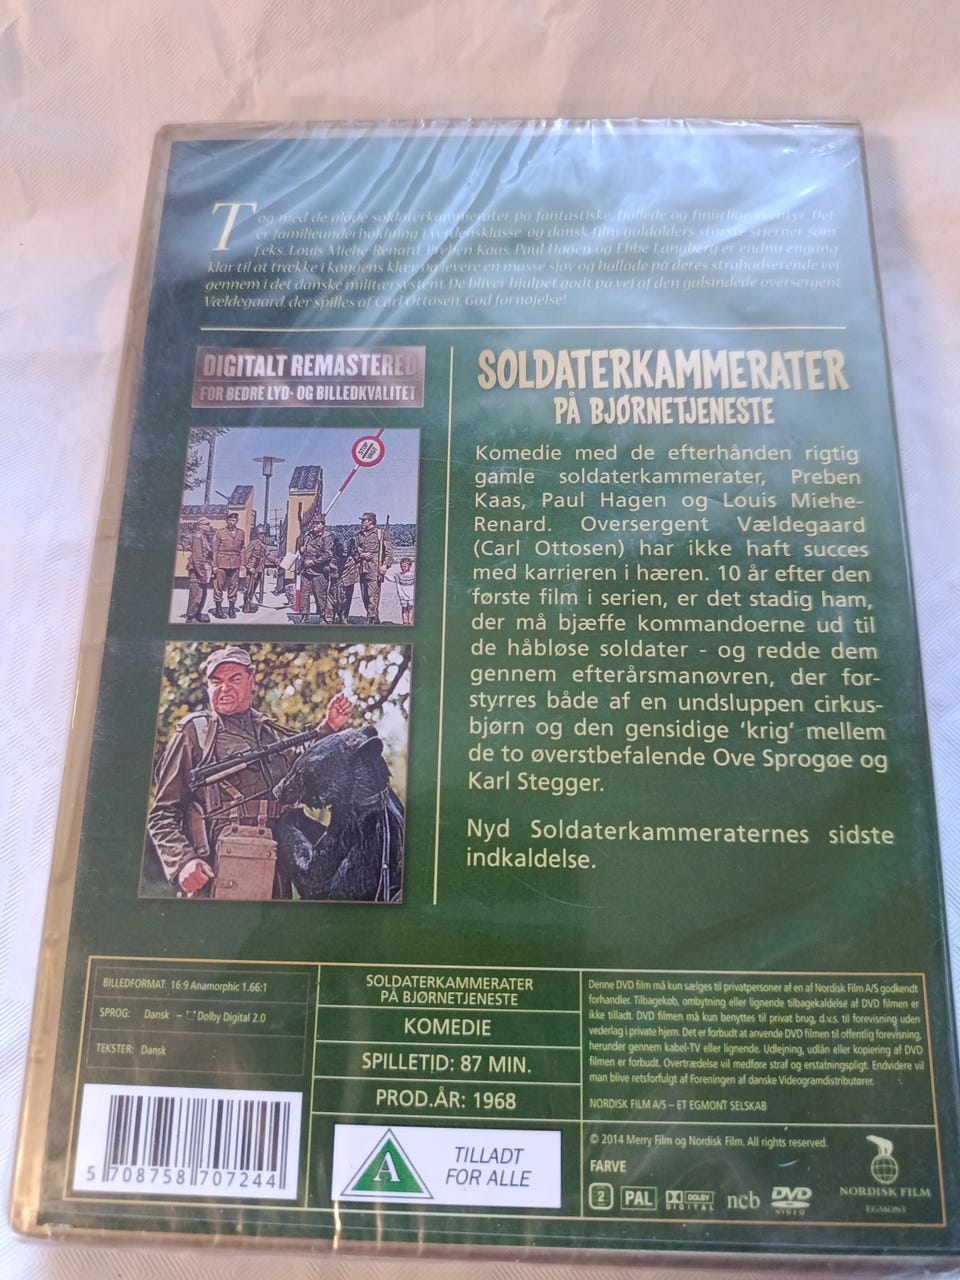 Tag med de glade soldaterkammerater på fantastiske, fjollede og finurlige eventyr. Det
er familieunderholdning i verdensklasse, og dansk film guldalders største stjerner som
f.eks. Louis Miehe-Renard, Preben Kaas, Paul Hagen og Ebbe Langberg er endnu engang
klar til at trække i kongens klæ og levere en masse sjov og ballade på deres strabadserende vej
gennem i det danske militærsystem. De bliver hjulpet godt på vej af den galsindede oversergent
Vældegaard, der spilles af Carl Ottosen. God fornøjelse!
DIGITALT REMASTERED
FOR BEDRE LYD- OG BILLEDKVALITET
STOP
VAGT
SOLDATERKAMMERATER
PÅ BJØRNETJENESTE
Komedie med de efterhånden rigtig
gamle soldaterkammerater, Preben
Kaas, Paul Hagen og Louis Miehe-
Renard. Oversergent Vældegaard
(Carl Ottosen) har ikke haft succes
med karrieren i hæren. 10 år efter den
første film i serien, er det stadig ham,
der må bjæffe kommandoerne ud til
de håbløse soldater - og redde dem
gennem efterårsmanøvren, der for-
styrres både af en undsluppen cirkus-
bjørn og den gensidige 'krig' mellem
de to øverstbefalende Ove Sprogøe og
Karl Stegger.
Nyd Soldaterkammeraternes sidste
indkaldelse.
BILLEDFORMAT: 16:9 Anamorphic 1.66:1
SPROG: Dansk - Dolby Digital 2.0
TEKSTER: Dansk
5 708758 707244
SOLDATERKAMMERATER
PÅ BJØRNETJENESTE
KOMEDIE
SPILLETID: 87 MIN.
PROD.ÅR: 1968
A TILLADT
FOR ALLE
Denne DVD film må kun sælges til privatpersoner af en af Nordisk Film A/S godkendt
forhandler. Tilbagekøb, ombytning eller lignende tilbagekaldelse af DVD filmen er
ikke tilladt. DVD filmen må kun benyttes til privat brug, d.v.s. til forevisning uden
vederlag i private hjem. Det er forbudt at anvende DVD filmen til offentlig forevisning,
herunder gennem kabel-TV eller lignende. Udlejning, udlån eller kopiering af DVD
filmen er forbudt. Overtrædelse vil medføre straf og erstatningspligt. Endvidere vil
man blive retsforfulgt af Foreningen af danske Videogramdistributører.
NORDISK FILM A/S – ET EGMONT SELSKAB
© 2014 Merry Film og Nordisk Film. All rights reserved.
FARVE
2 PAL DOLBY DIGITAL ncb DVD VIDEO
NORDISK FILM
EGMONT